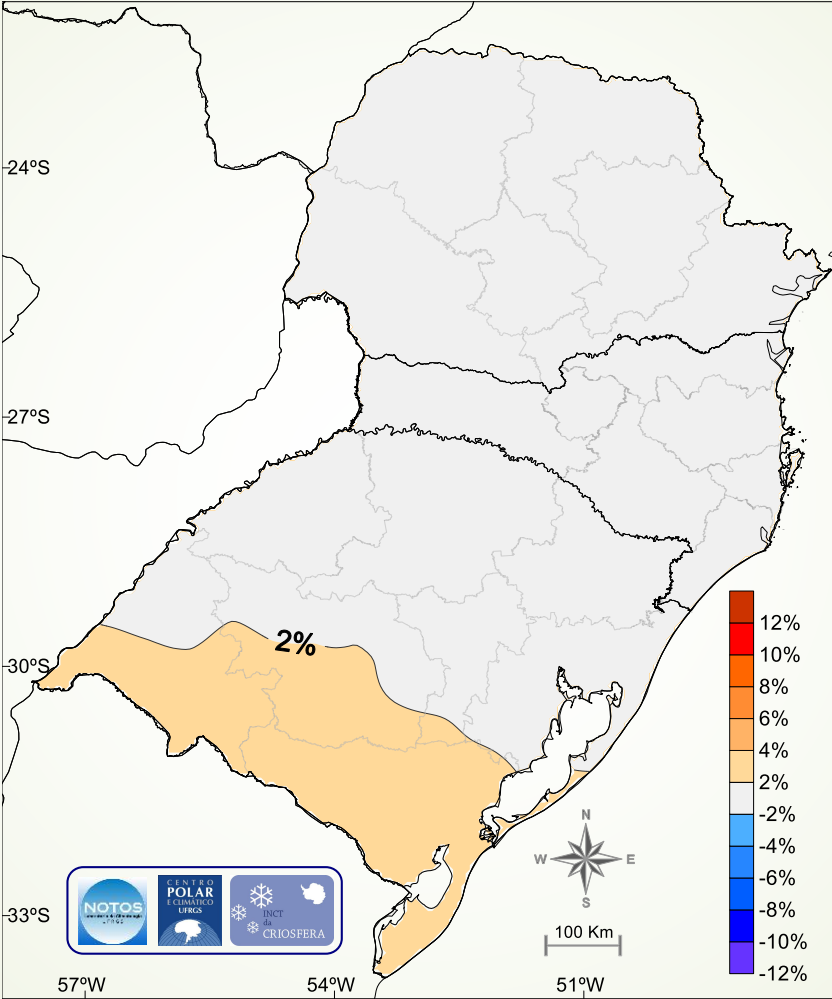 24ºS
27ºS
2%
30ºS
12%
10%
8%
6%
4%
2%
-2%
-4%
-6%
-8%
-10%
-12%
N
W E
S
100 Km
33ºS
NOTOS
UFRGS
CENTRO
POLAR
E CLIMÁTICO
UFRGS
INCT
da
CRIOSFERA
57ºW
54ºW
51ºW